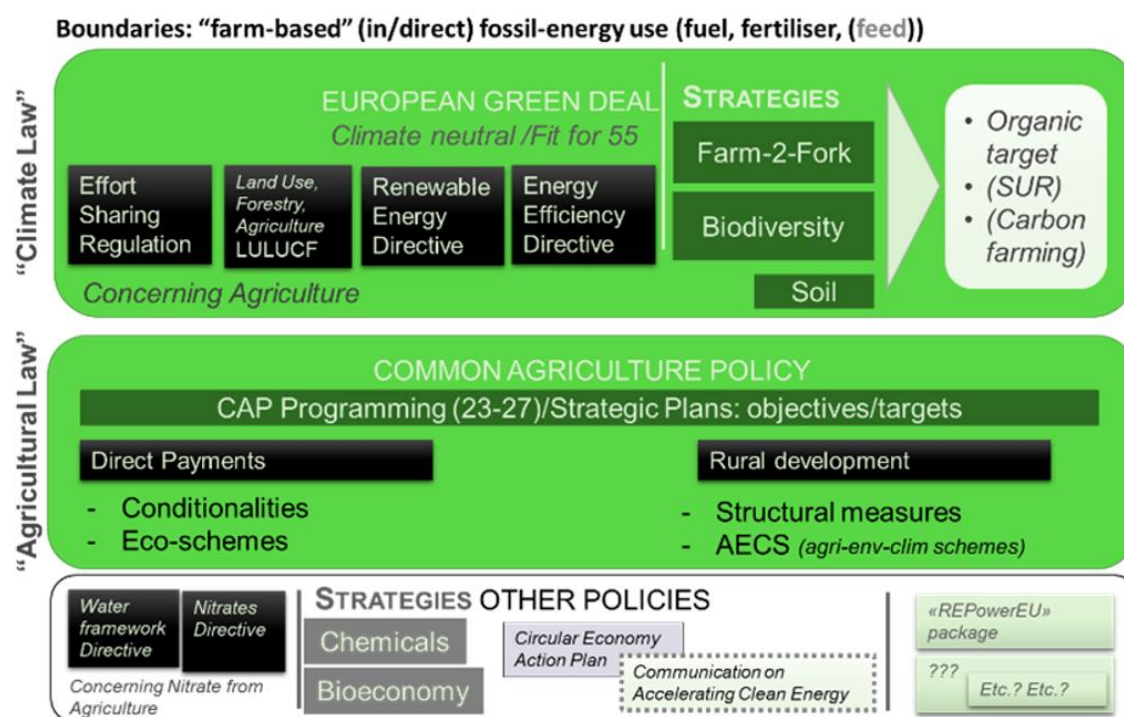 Boundaries: “farm-based” (in/direct) fossil-energy use (fuel, fertiliser, (feed))
“Climate Law”
EUROPEAN GREEN DEAL
Climate neutral /Fit for 55
Effort
Sharing
Regulation
Land Use,
Forestry,
Agriculture
LULUCF
Renewable
Energy
Directive
Energy
Efficiency
Directive
Concerning Agriculture
STRATEGIES
Farm-2-Fork
Biodiversity
Soil
• Organic
target
• (SUR)
• (Carbon
farming)
“Agricultural Law”
COMMON AGRICULTURE POLICY
CAP Programming (23-27)/Strategic Plans: objectives/targets
Direct Payments
- Conditionalities
- Eco-schemes
Rural development
- Structural measures
- AECS (agri-env-clim schemes)
Water
framework
Directive
Nitrates
Directive
Concerning Nitrate from
Agriculture
STRATEGIES OTHER POLICIES
Chemicals
Bioeconomy
Circular Economy
Action Plan
Communication on
Accelerating Clean Energy
«REPowerEU»
package
???
Etc.? Etc.?